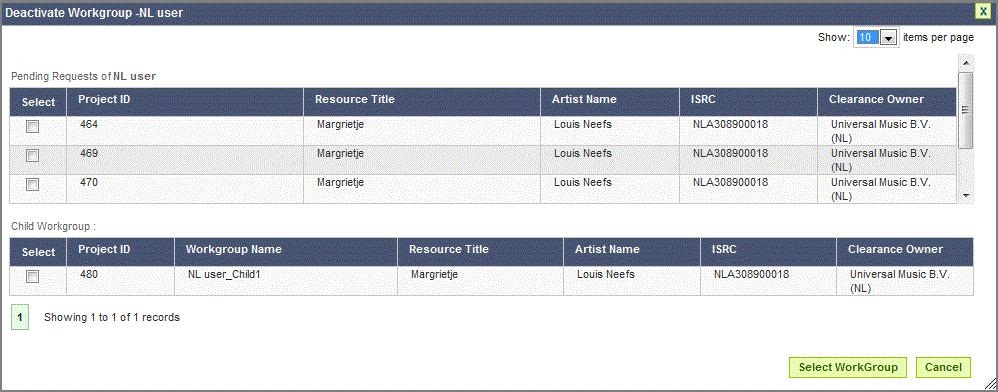 Deactivate Workgroup -NL user X
Show: 10 items per page
Pending Requests of NL user
Select Project ID Resource Title Artist Name ISRC Clearance Owner
464 Margrietje Louis Neefs NLA308900018 Universal Music B.V.
(NL)
469 Margrietje Louis Neefs NLA308900018 Universal Music B.V.
(NL)
470 Margrietje Louis Neefs NLA308900018 Universal Music B.V.
(NL)
Child Workgroup :
Select Project ID Workgroup Name Resource Title Artist Name ISRC Clearance Owner
480 NL user_Child1 Margrietje Louis Neefs NLA308900018 Universal Music B.V.
(NL)
1 Showing 1 to 1 of 1 records
Select WorkGroup Cancel